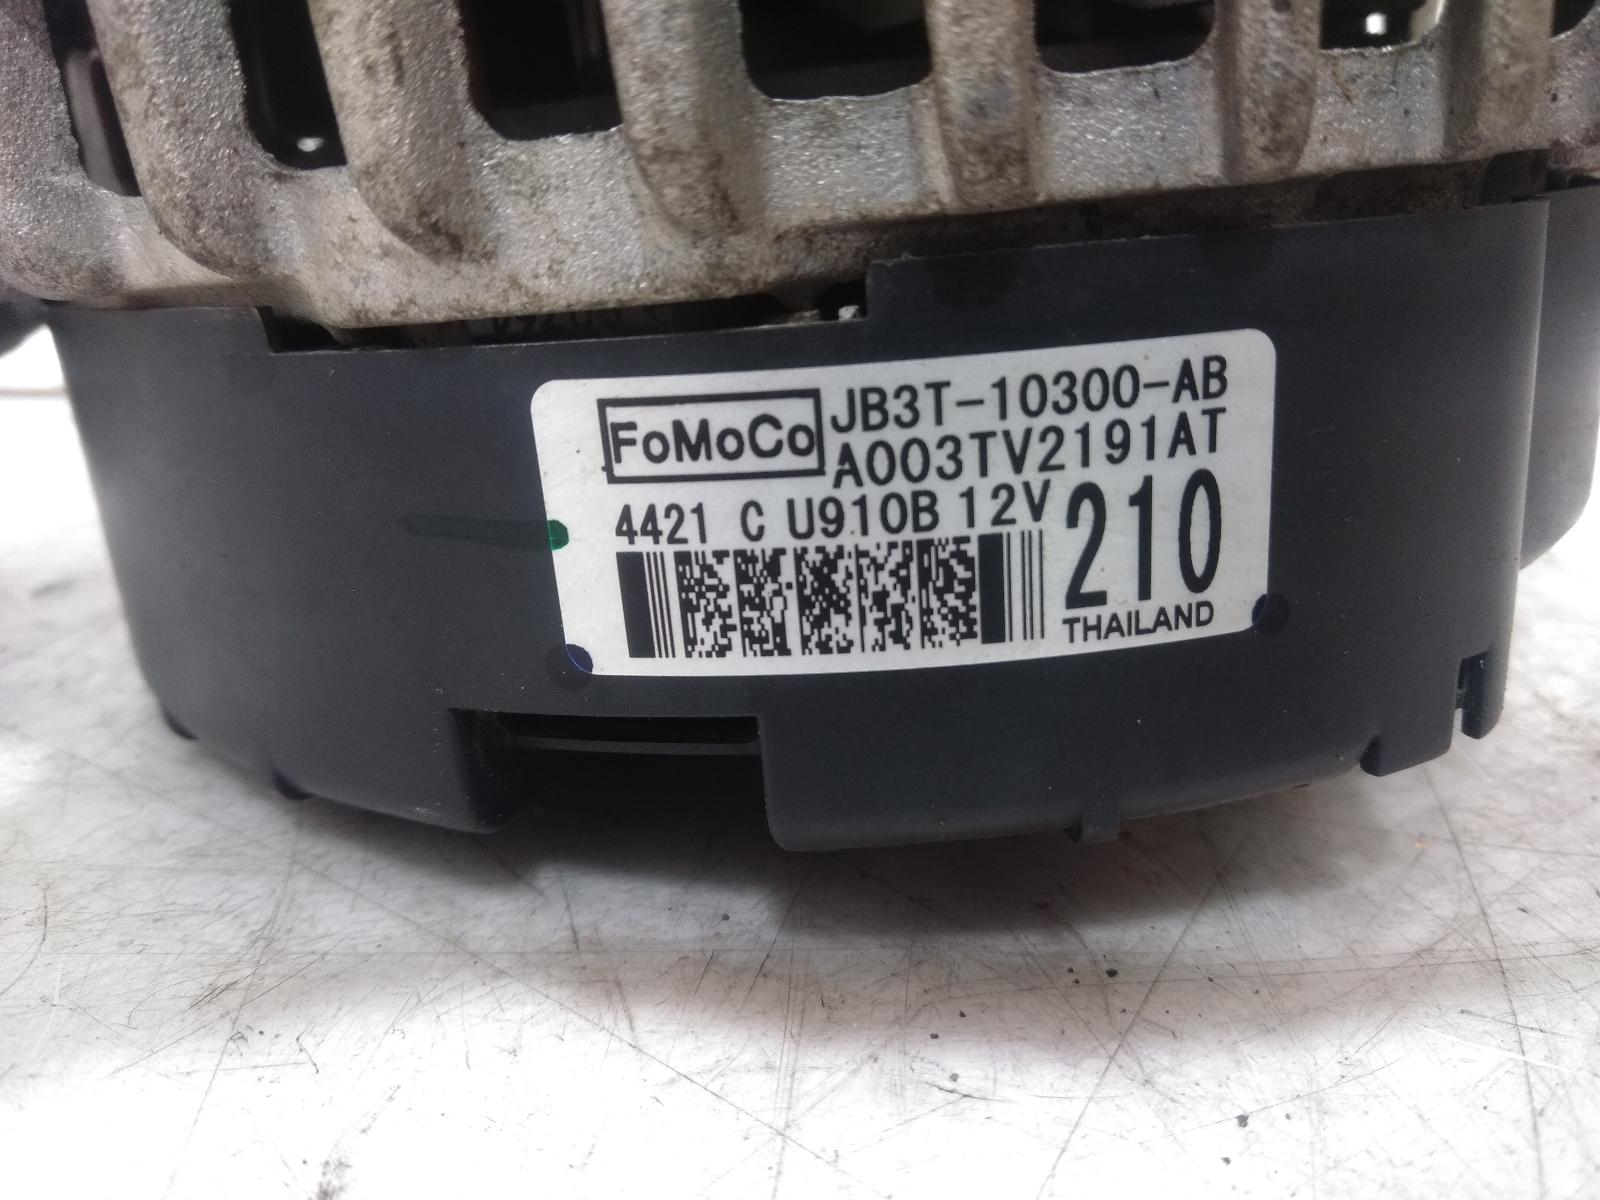 FoMoCo JB3T-10300-AB
A003TV2191AT
4421 C U910B 12V 210
THAILAND